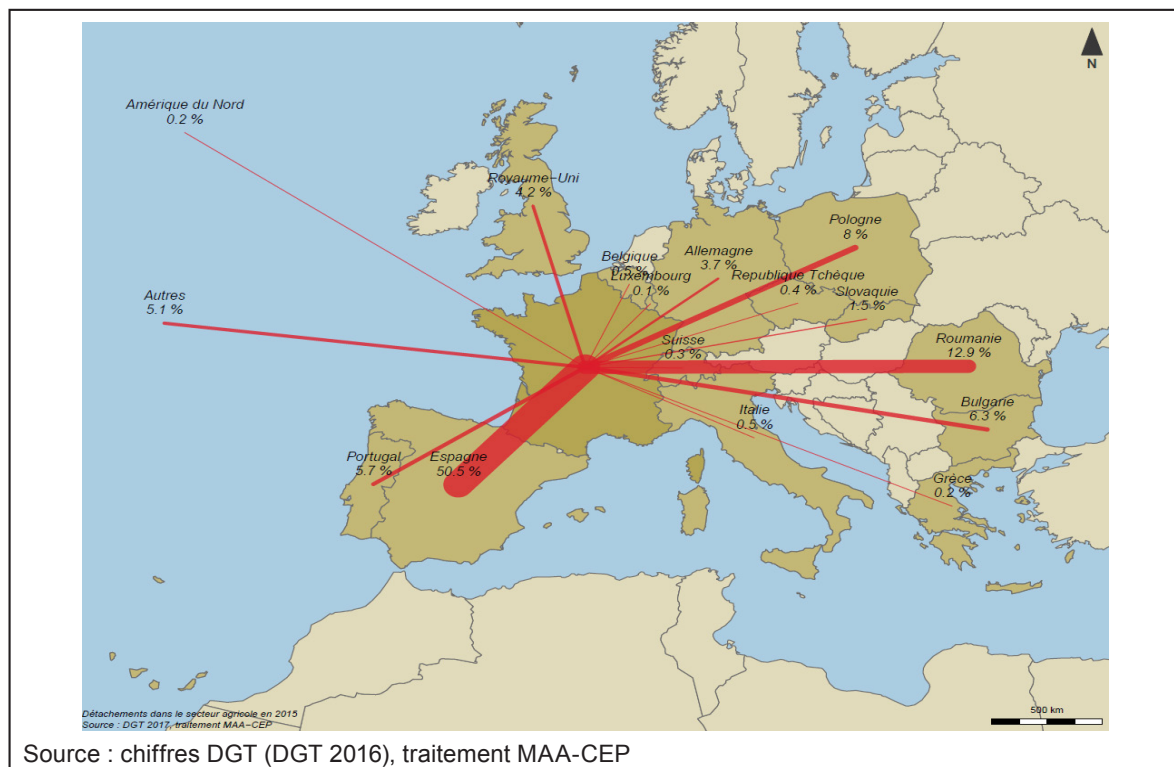 N
Amérique du Nord
0.2 %
Royaume-Uni
4.2 %
Pologne
8 %
Allemagne
3.7 %
Belgique
0.5 %
Luxembourg
0.1 %
Republique Tchèque
0.4 %
Slovaquie
1.5 %
Autres
5.1 %
Suisse
0.3 %
Roumanie
12.9 %
Bulgarie
6.3 %
Italie
0.5 %
Portugal
5.7 %
Espagne
50.5 %
Grèce
0.2 %
500 km
Détachements dans le secteur agricole en 2015
Source : DGT 2017, traitement MAA-CEP
Source : chiffres DGT (DGT 2016), traitement MAA-CEP